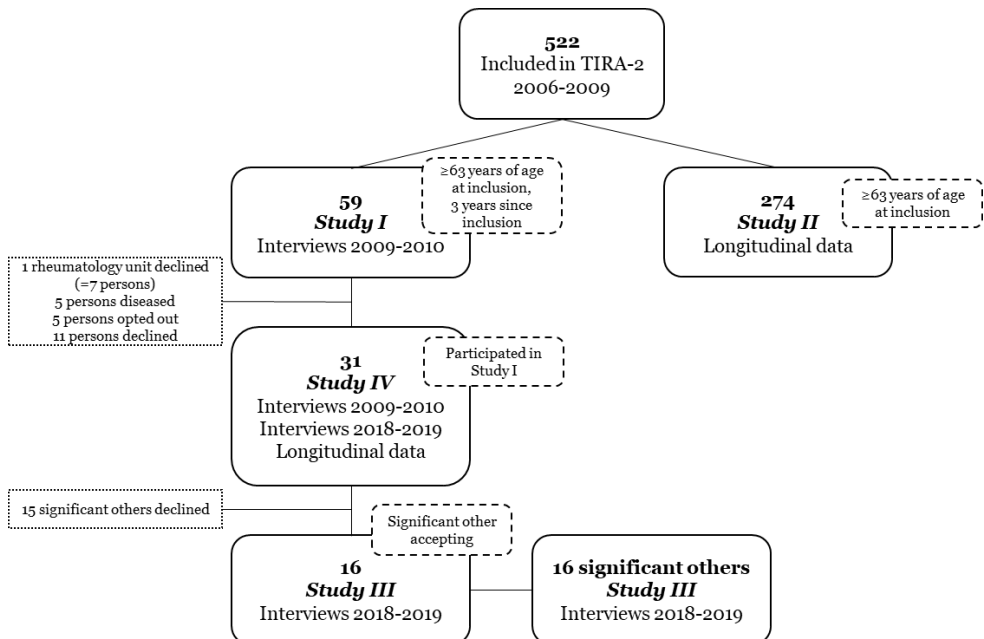 522
Included in TIRA-2
2006-2009
≥63 years of age
at inclusion,
3 years since
inclusion
59
Study I
Interviews 2009-2010
≥63 years of age
at inclusion
274
Study II
Longitudinal data
1 rheumatology unit declined
(=7 persons)
5 persons diseased
5 persons opted out
11 persons declined
Participated in
Study I
31
Study IV
Interviews 2009-2010
Interviews 2018-2019
Longitudinal data
15 significant others declined
Significant other
accepting
16
Study III
Interviews 2018-2019
16 significant others
Study III
Interviews 2018-2019